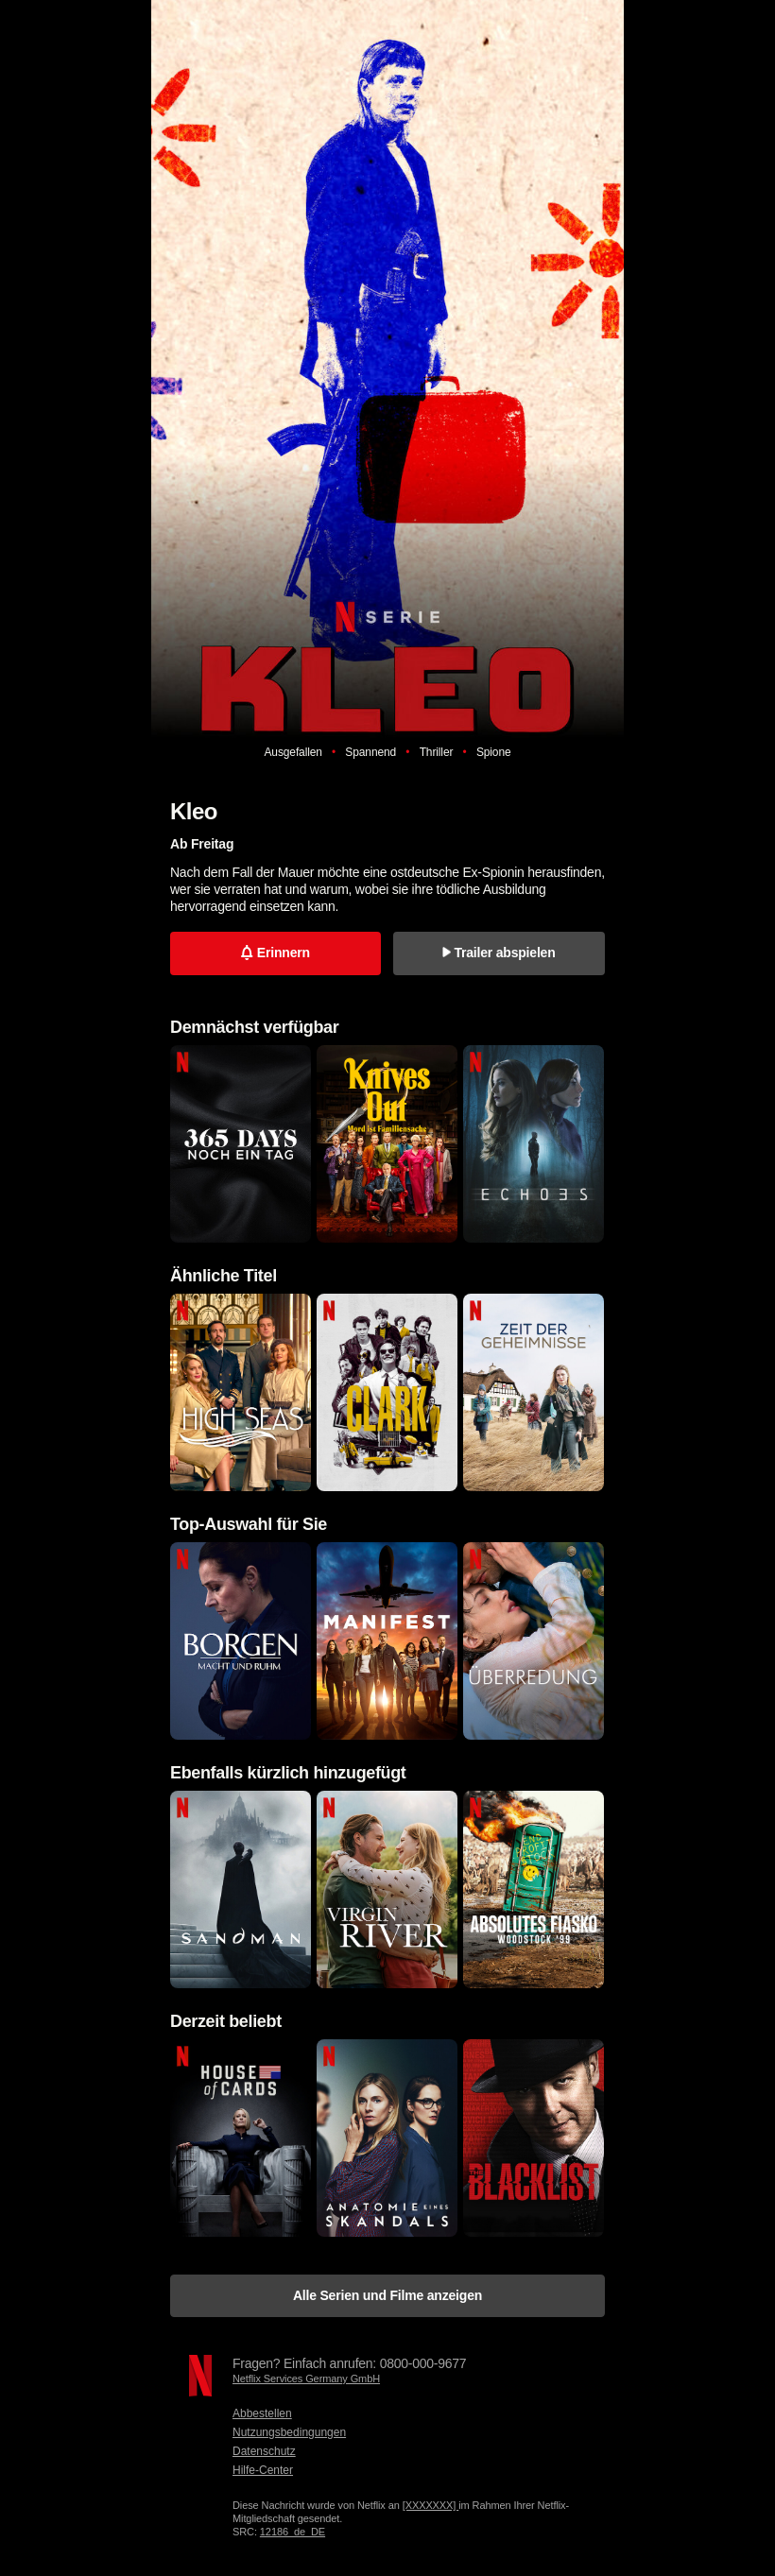 N SERIE
KLEO
Ausgefallen • Spannend • Thriller • Spione
Kleo
Ab Freitag
Nach dem Fall der Mauer möchte eine ostdeutsche Ex-Spionin herausfinden,
wer sie verraten hat und warum, wobei sie ihre tödliche Ausbildung
hervorragend einsetzen kann.
Erinnern
Trailer abspielen
Demnächst verfügbar
N
365 DAYS
NOCH EIN TAG
Knives
Out
Mord ist Familiensache
N
ECHOES
Ähnliche Titel
N
HIGH SEAS
N
CLARK
N
ZEIT DER
GEHEIMNISSE
Top-Auswahl für Sie
N
BORGEN
MACHT UND RUHM
MANIFEST
N
ÜBERREDUNG
Ebenfalls kürzlich hinzugefügt
N
SANDMAN
N
VIRGIN
RIVER
N
ABSOLUTES FIASKO
WOODSTOCK '99
Derzeit beliebt
N
HOUSE
of CARDS
N
ANATOMIE EINES
SKANDALS
BLACKLIST
Alle Serien und Filme anzeigen
N
Fragen? Einfach anrufen: 0800-000-9677
Netflix Services Germany GmbH
Abbestellen
Nutzungsbedingungen
Datenschutz
Hilfe-Center
Diese Nachricht wurde von Netflix an [XXXXXXX] im Rahmen Ihrer Netflix-
Mitgliedschaft gesendet.
SRC: 12186_de_DE